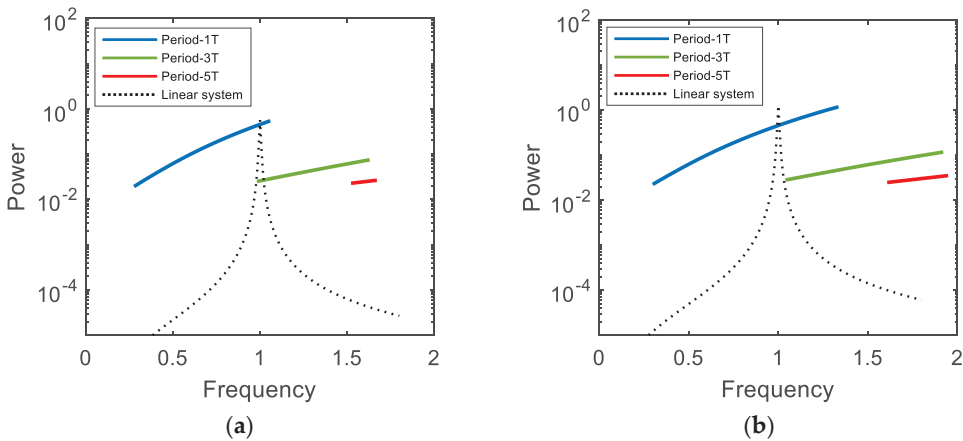 10^2
10^0
10^-2
10^-4
Power
Period-1T
Period-3T
Period-5T
Linear system
0 0.5 1 1.5 2
Frequency
(a)
10^2
10^0
10^-2
10^-4
Power
Period-1T
Period-3T
Period-5T
Linear system
0 0.5 1 1.5 2
Frequency
(b)